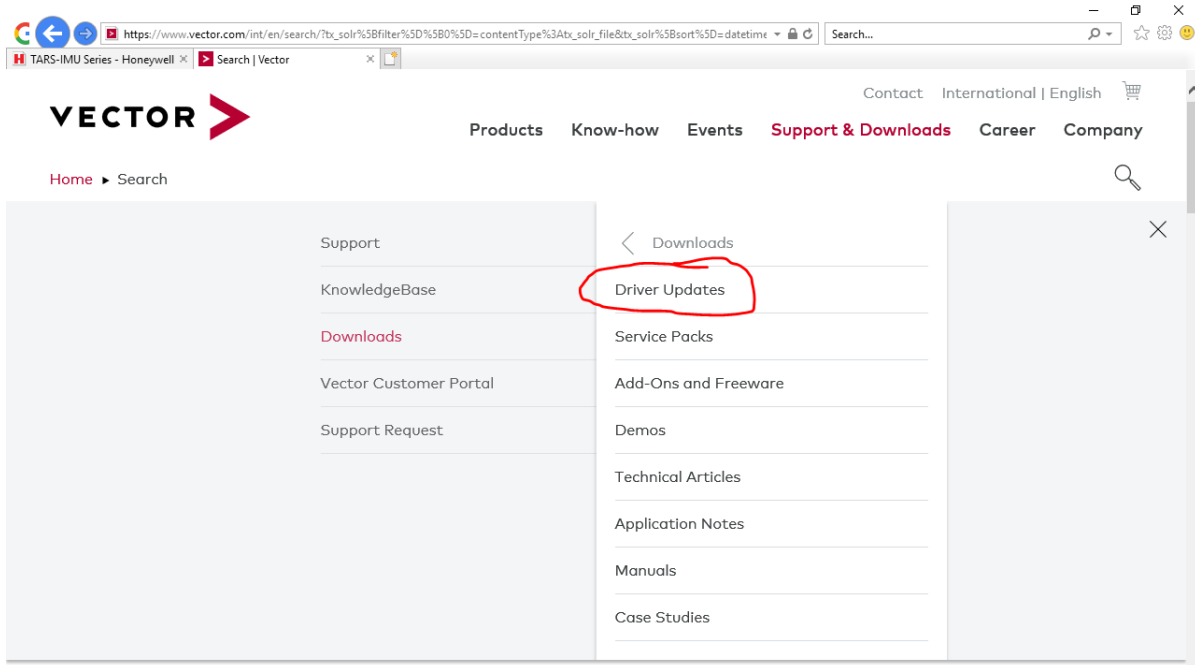 https://www.vector.com/int/en/search/?tx_solr%5Bfilter%5D%5B0%5D=contentType%3Atx_solr_file&tx_solr%5Bsort%5D=datetime
Search...
TARS-IMU Series - Honeywell
Search | Vector
Contact International | English
VECTOR
Products Know-how Events Support & Downloads Career Company
Home ▸ Search
Support
KnowledgeBase
Downloads
Vector Customer Portal
Support Request
Downloads
Driver Updates
Service Packs
Add-Ons and Freeware
Demos
Technical Articles
Application Notes
Manuals
Case Studies